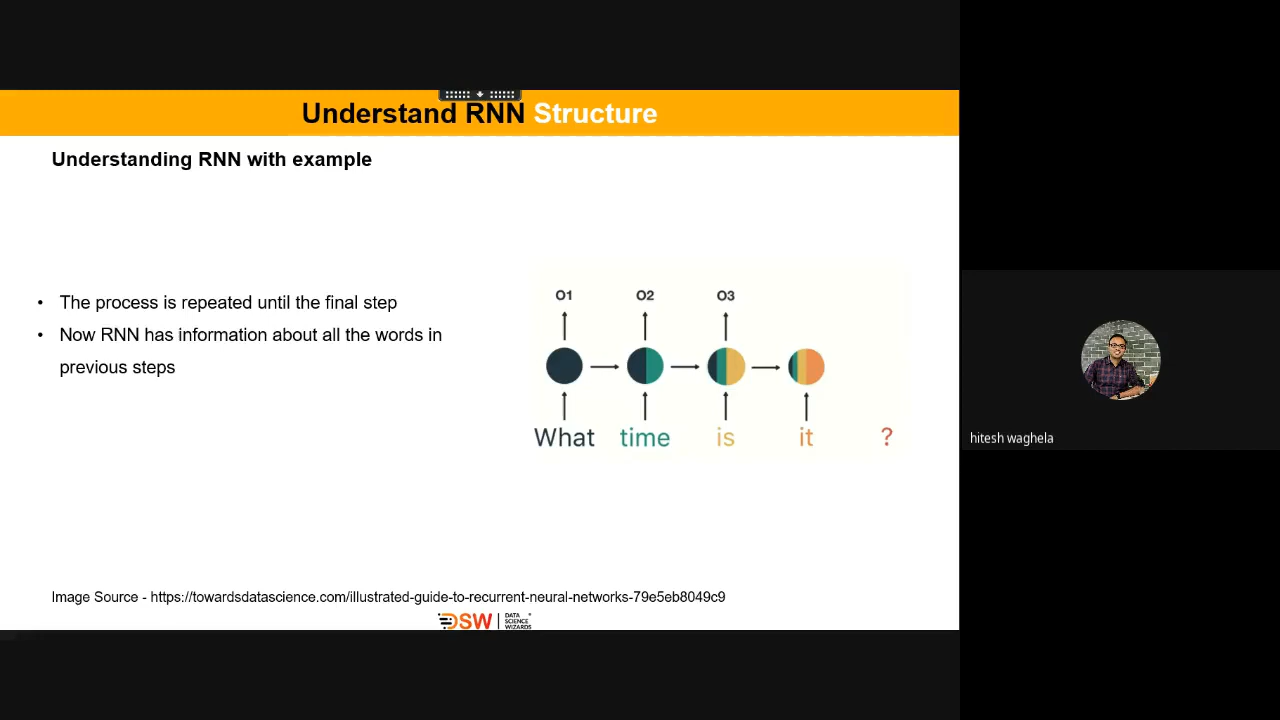 Understand RNN Structure
Understanding RNN with example
• The process is repeated until the final step
• Now RNN has information about all the words in
previous steps
O1 O2 O3
What time is it ?
hitesh waghela
Image Source - https://towardsdatascience.com/illustrated-guide-to-recurrent-neural-networks-79e5eb8049c9
DSW
DATA
SCIENCE
WIZARDS